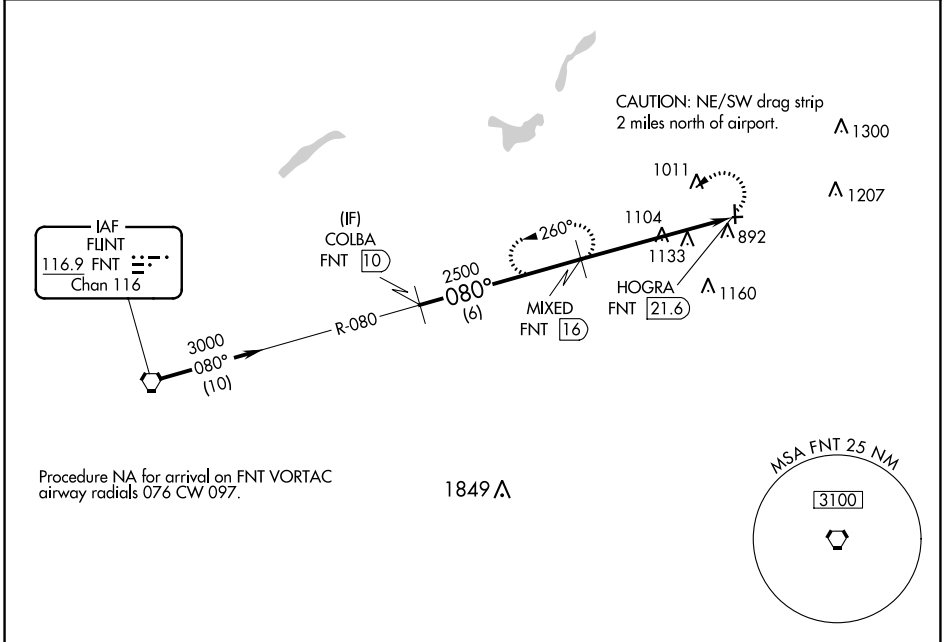 CAUTION: NE/SW drag strip
2 miles north of airport.
1300
1011
1207
IAF
FLINT
116.9 FNT
Chan 116
(IF)
COLBA
FNT 10
260°
1104
1133
892
2500
080°
(6)
MIXED
FNT 16
HOGRA
FNT 21.6
1160
R-080
3000
080°
(10)
Procedure NA for arrival on FNT VORTAC
airway radials 076 CW 097.
1849
MSA FNT 25 NM
3100